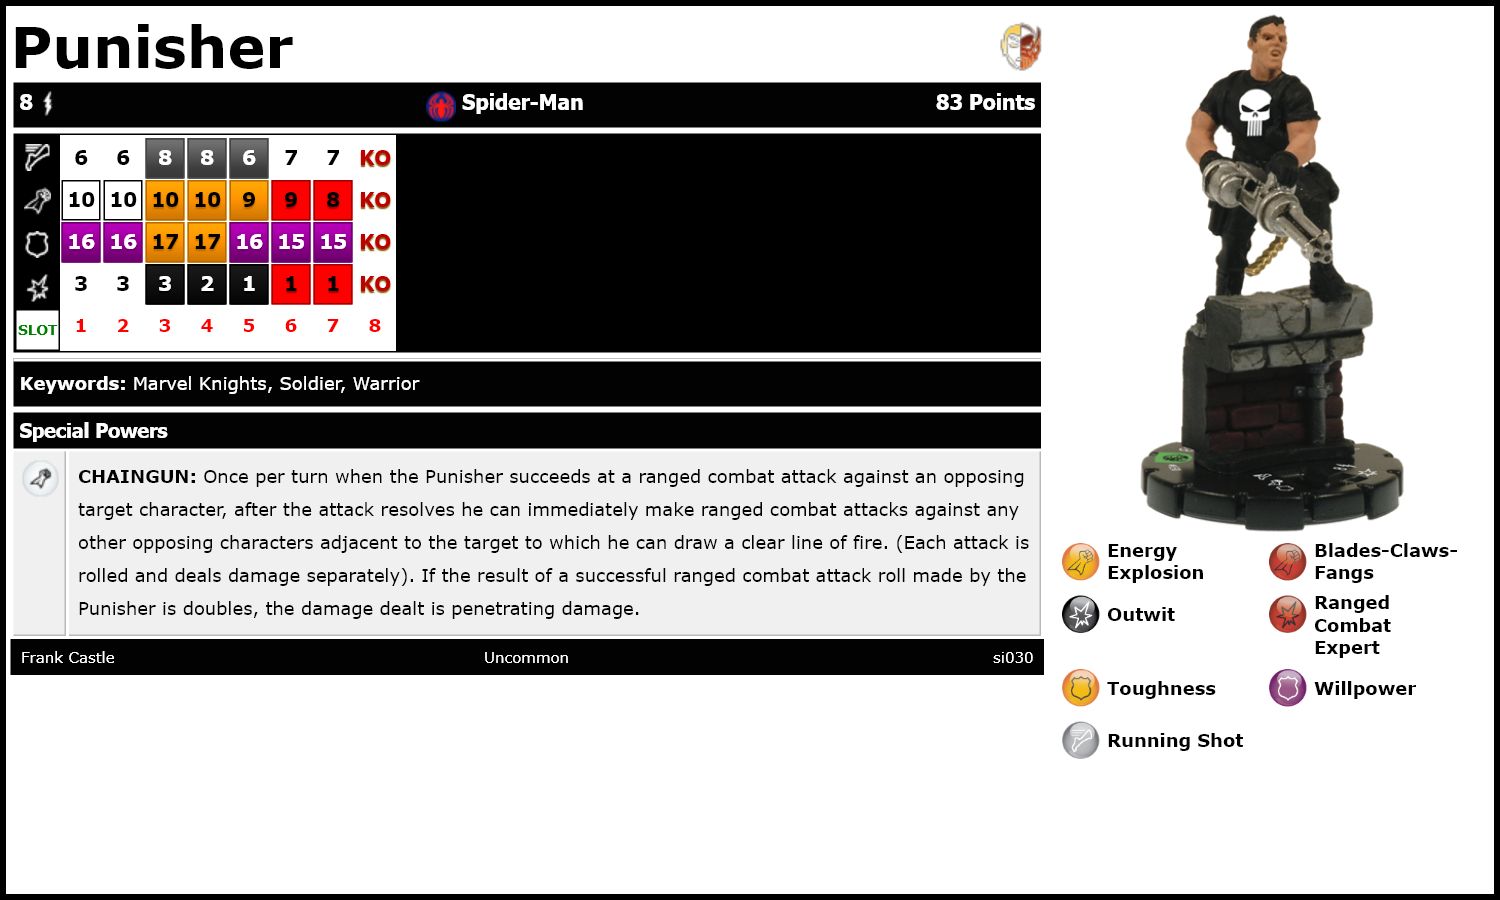 Punisher
8 Spider-Man 83 Points
6 6 8 8 6 7 7 KO
10 10 10 10 9 9 8 KO
16 16 17 17 16 15 15 KO
3 3 3 2 1 1 1 KO
SLOT 1 2 3 4 5 6 7 8
Keywords: Marvel Knights, Soldier, Warrior
Special Powers
CHAINGUN: Once per turn when the Punisher succeeds at a ranged combat attack against an opposing
target character, after the attack resolves he can immediately make ranged combat attacks against any
other opposing characters adjacent to the target to which he can draw a clear line of fire. (Each attack is
rolled and deals damage separately). If the result of a successful ranged combat attack roll made by the
Punisher is doubles, the damage dealt is penetrating damage.
Frank Castle Uncommon si030
Energy
Explosion
Blades-Claws-
Fangs
Outwit
Ranged
Combat
Expert
Toughness
Willpower
Running Shot